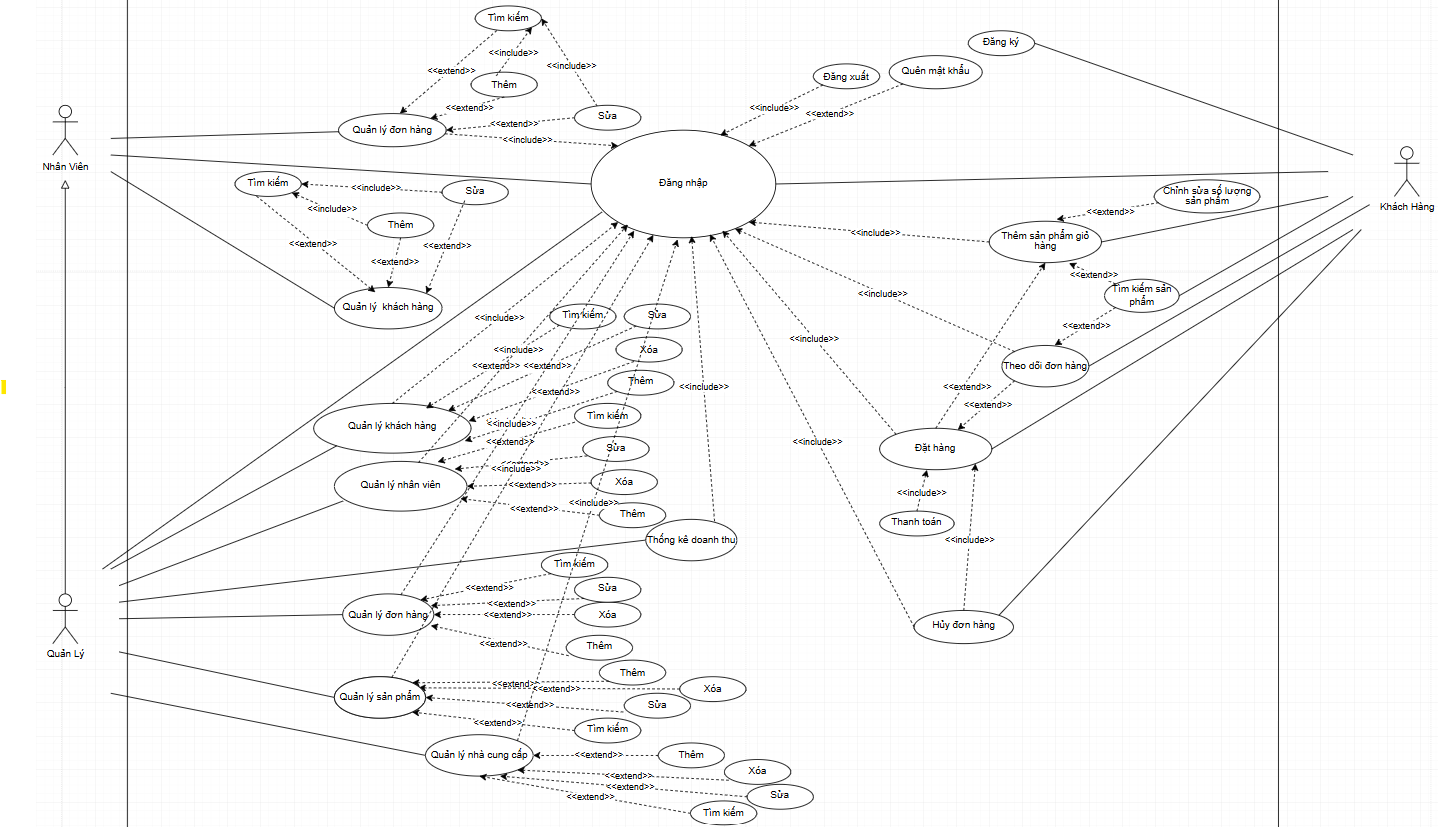 Tìm kiếm
Đăng ký
<<include>>
<<include>>
<<extend>>
Thêm
Đăng xuất
Quên mật khẩu
<<extend>>
<<include>>
<<extend>>
Sửa
<<extend>>
Quản lý đơn hàng
<<include>>
Nhân Viên
Tìm kiếm
<<include>>
Sửa
Đăng nhập
Chỉnh sửa số lượng
sản phẩm
Khách Hàng
<<include>>
<<extend>>
Thêm
<<include>>
Thêm sản phẩm giỏ
hàng
<<extend>>
<<extend>>
<<extend>>
<<extend>>
Tìm kiếm sản
phẩm
<<include>>
Quản lý  khách hàng
<<include>>
Tìm kiếm
Sửa
<<extend>>
<<include>>
<<include>>
Xóa
<<extend>>
<<extend>>
Theo dõi đơn hàng
Thêm
<<include>>
<<extend>>
<<extend>>
<<extend>>
Tìm kiếm
Quản lý khách hàng
<<include>>
<<extend>>
<<include>>
Sửa
Đặt hàng
<<include>>
Quản lý nhân viên
<<extend>>
Xóa
<<include>>
<<include>>
<<extend>>
Thêm
Thanh toán
Thống kê doanh thu
<<include>>
Tìm kiếm
<<extend>>
Sửa
<<extend>>
Quản lý đơn hàng
<<extend>>
Xóa
Hủy đơn hàng
<<extend>>
Thêm
Quản Lý
Thêm
<<extend>>
<<extend>>
Xóa
Quản lý sản phẩm
<<extend>>
Sửa
<<extend>>
Tìm kiếm
Quản lý nhà cung cấp
<<extend>>
Thêm
<<extend>>
Xóa
<<extend>>
<<extend>>
Sửa
Tìm kiếm